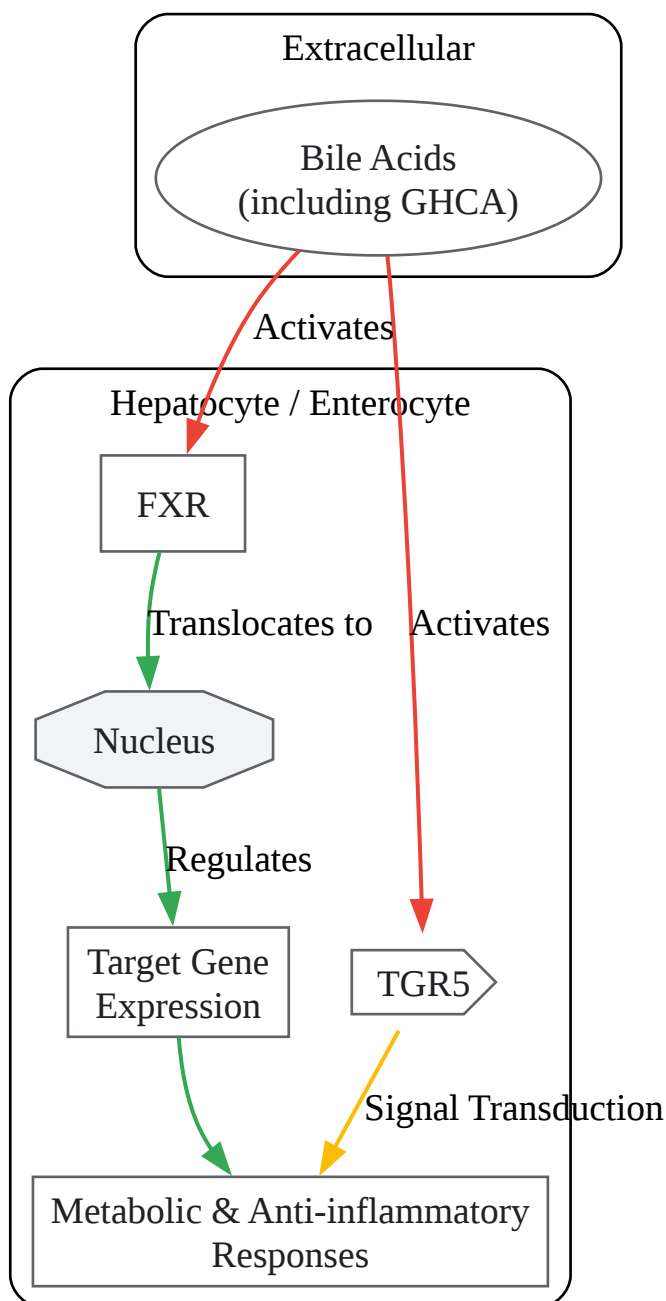 Extracellular
Bile Acids
(including GHCA)
Activates
Hepatocyte / Enterocyte
FXR
Translocates to
Activates
Nucleus
Regulates
Target Gene
Expression
TGR5
Signal Transduction
Metabolic & Anti-inflammatory
Responses